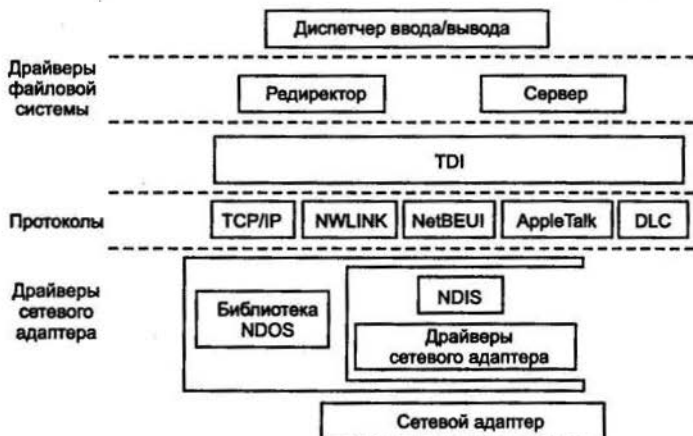 Диспетчер ввода/вывода
Драйверы
файловой
системы
Редиректор
Сервер
TDI
Протоколы
TCP/IP
NWLINK
NetBEUI
AppleTalk
DLC
Драйверы
сетевого
адаптера
Библиотека
NDOS
NDIS
Драйверы
сетевого адаптера
Сетевой адаптер